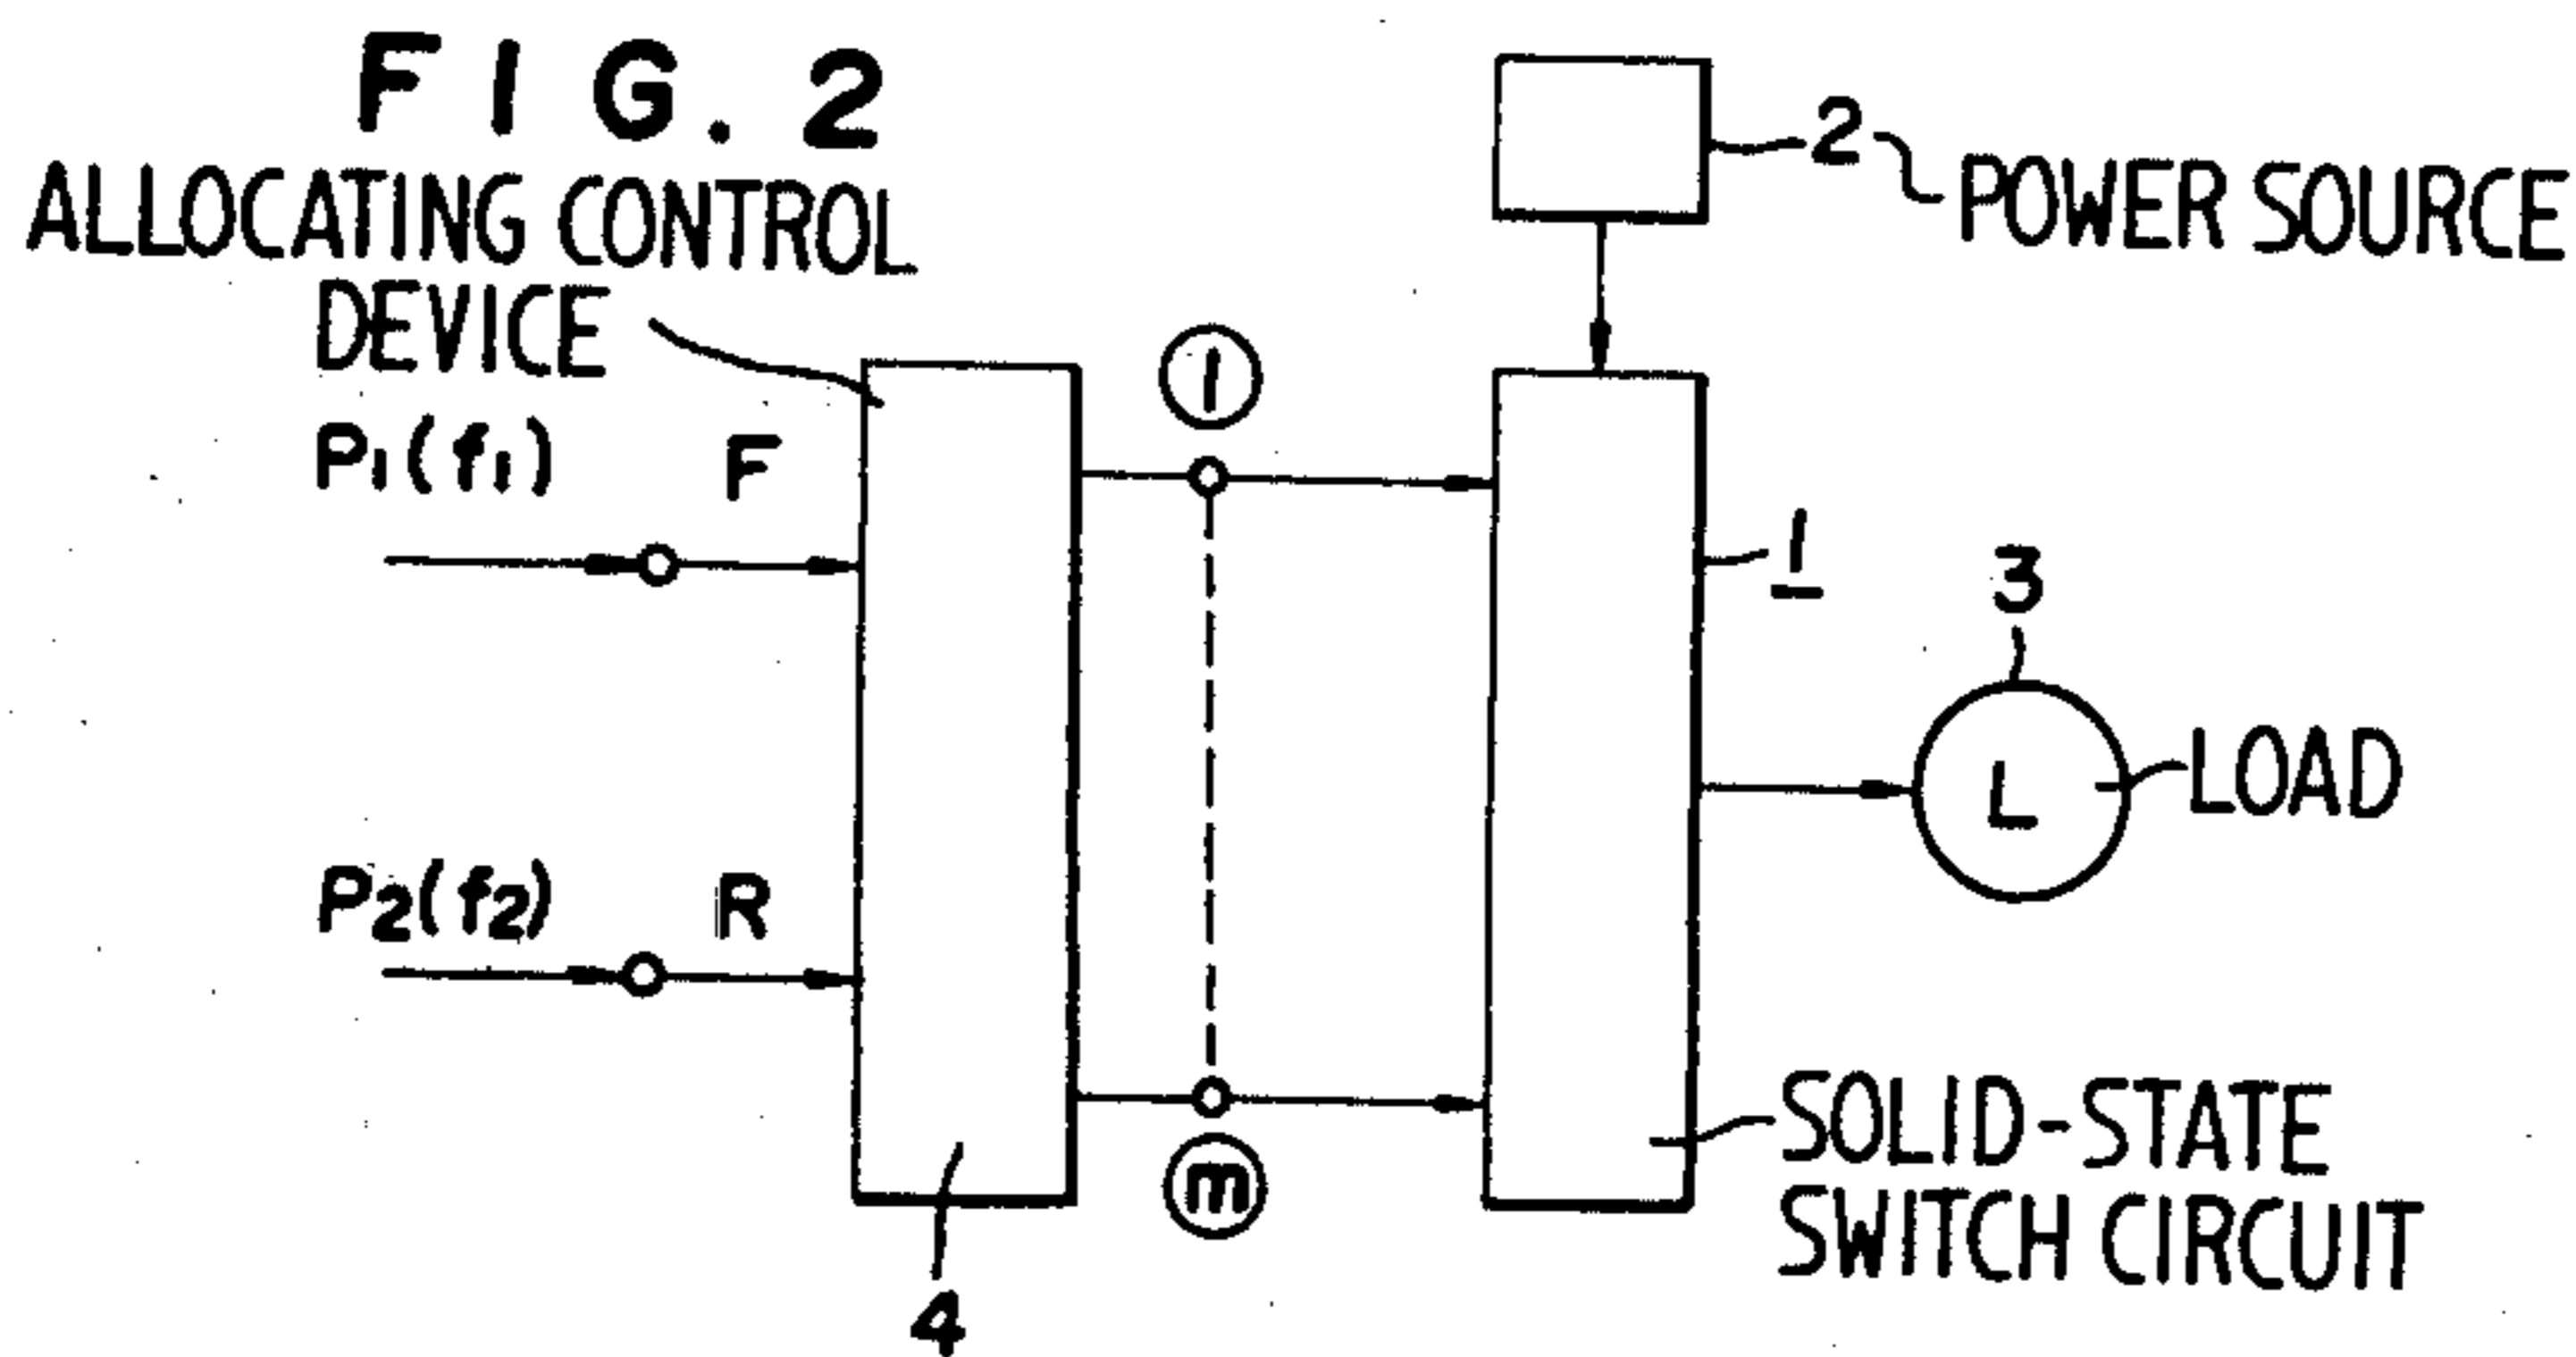 FIG. 2
ALLOCATING CONTROL
DEVICE
2
POWER SOURCE
1
P1(f1)
F
1
3
L
LOAD
P2(f2)
R
m
SOLID-STATE
SWITCH CIRCUIT
4